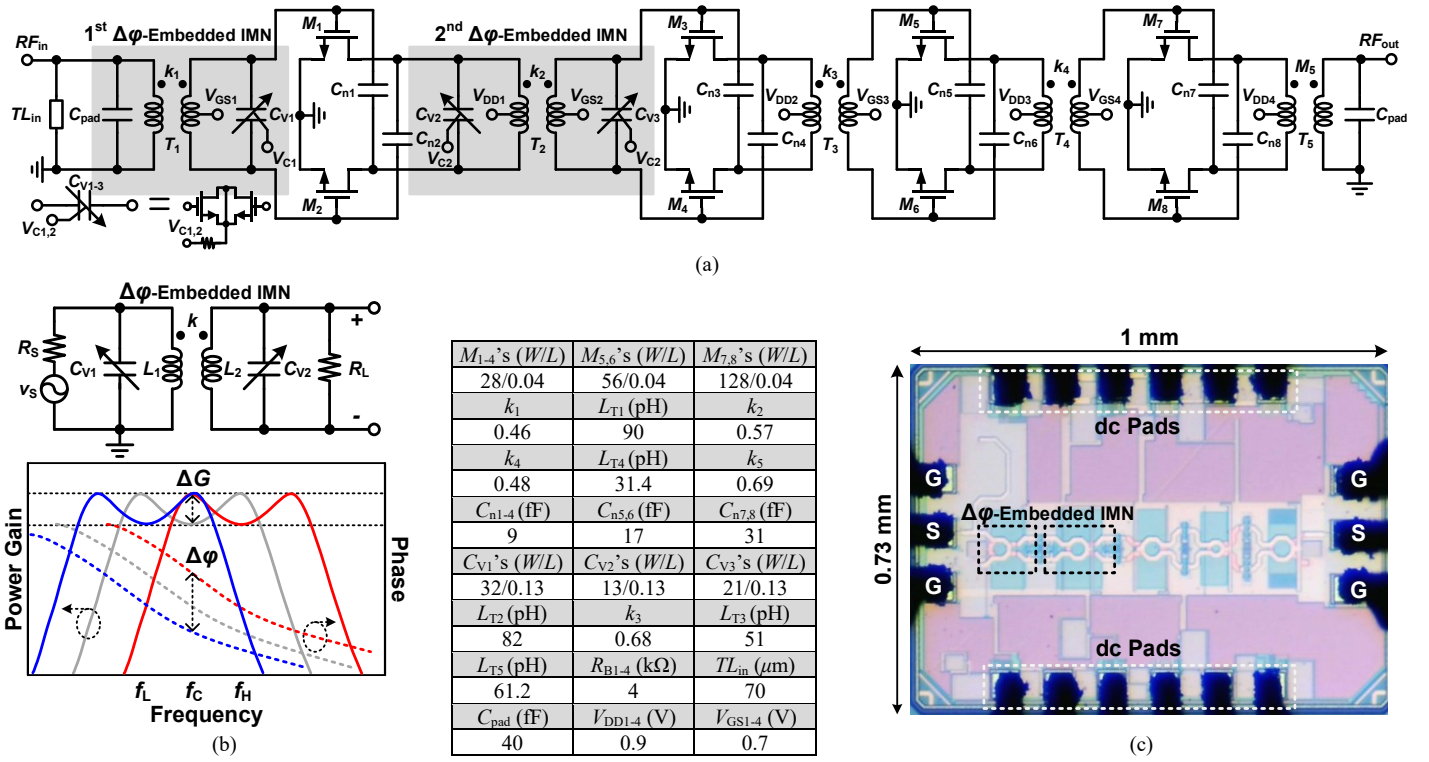 1st Δφ-Embedded IMN
2nd Δφ-Embedded IMN
RFin
TLin
Cpad
k1
T1
VGS1
CV1
VC1
M1
M2
Cn1
Cn2
CV2
VC2
VDD1
k2
T2
VGS2
CV3
VC2
M3
M4
Cn3
Cn4
VDD2
k3
T3
VGS3
M5
M6
Cn5
Cn6
VDD3
k4
T4
VGS4
M7
M8
Cn7
Cn8
VDD4
M5
T5
Cpad
RFout
CV1-3
VC1,2
=
VC1,2
(a)
Δφ-Embedded IMN
k
RS
vS
CV1
L1
L2
CV2
RL
+
-
Power Gain
Phase
ΔG
Δφ
fL fC fH
Frequency
(b)
M1-4's (W/L) M5,6's (W/L) M7,8's (W/L)
28/0.04 56/0.04 128/0.04
k1 LT1 (pH) k2
0.46 90 0.57
k4 LT4 (pH) k5
0.48 31.4 0.69
Cn1-4 (fF) Cn5,6 (fF) Cn7,8 (fF)
9 17 31
CV1's (W/L) CV2's (W/L) CV3's (W/L)
32/0.13 13/0.13 21/0.13
LT2 (pH) k3 LT3 (pH)
82 0.68 51
LT5 (pH) RB1-4 (kΩ) TLin (μm)
61.2 4 70
Cpad (fF) VDD1-4 (V) VGS1-4 (V)
40 0.9 0.7
1 mm
0.73 mm
dc Pads
G
S
G
Δφ-Embedded IMN
G
S
G
dc Pads
(c)